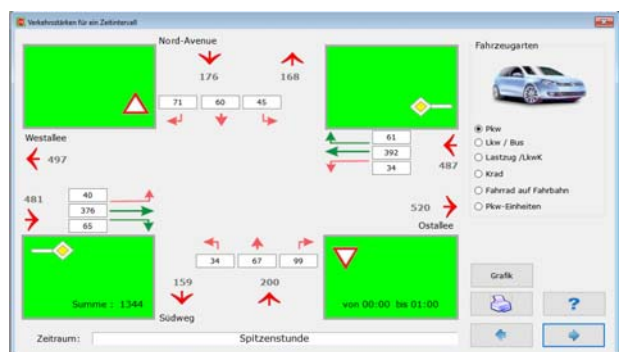 Verkehrsstärken für ein Zeitintervall
Nord-Avenue
176 168
71 60 45
Westallee
497
61
392
34
487
481
40
376
65
520
Ostallee
34 67 99
159 200
Südweg
Summe : 1344
von 00:00 bis 01:00
Zeitraum: Spitzenstunde
Fahrzeugarten
Pkw
Lkw / Bus
Lastzug /LkwK
Krad
Fahrrad auf Fahrbahn
Pkw-Einheiten
Grafik
?